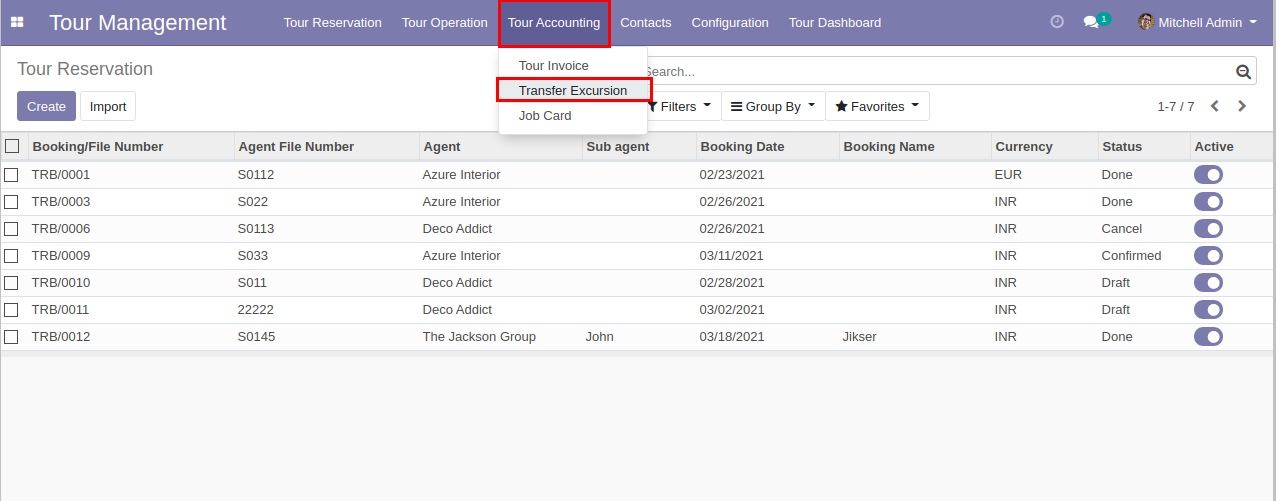 Tour Management Tour Reservation Tour Operation Tour Accounting Contacts Configuration Tour Dashboard 1 Mitchell Admin
Tour Reservation Tour Invoice Search...
Transfer Excursion
Create Import Filters Group By Favorites 1-7 / 7
Job Card
Booking/File Number Agent File Number Agent Sub agent Booking Date Booking Name Currency Status Active
TRB/0001 S0112 Azure Interior 02/23/2021 EUR Done
TRB/0003 S022 Azure Interior 02/26/2021 INR Done
TRB/0006 S0113 Deco Addict 02/26/2021 INR Cancel
TRB/0009 S033 Azure Interior 03/11/2021 INR Confirmed
TRB/0010 S011 Deco Addict 02/28/2021 INR Draft
TRB/0011 22222 Deco Addict 03/02/2021 INR Draft
TRB/0012 S0145 The Jackson Group John 03/18/2021 Jikser INR Done